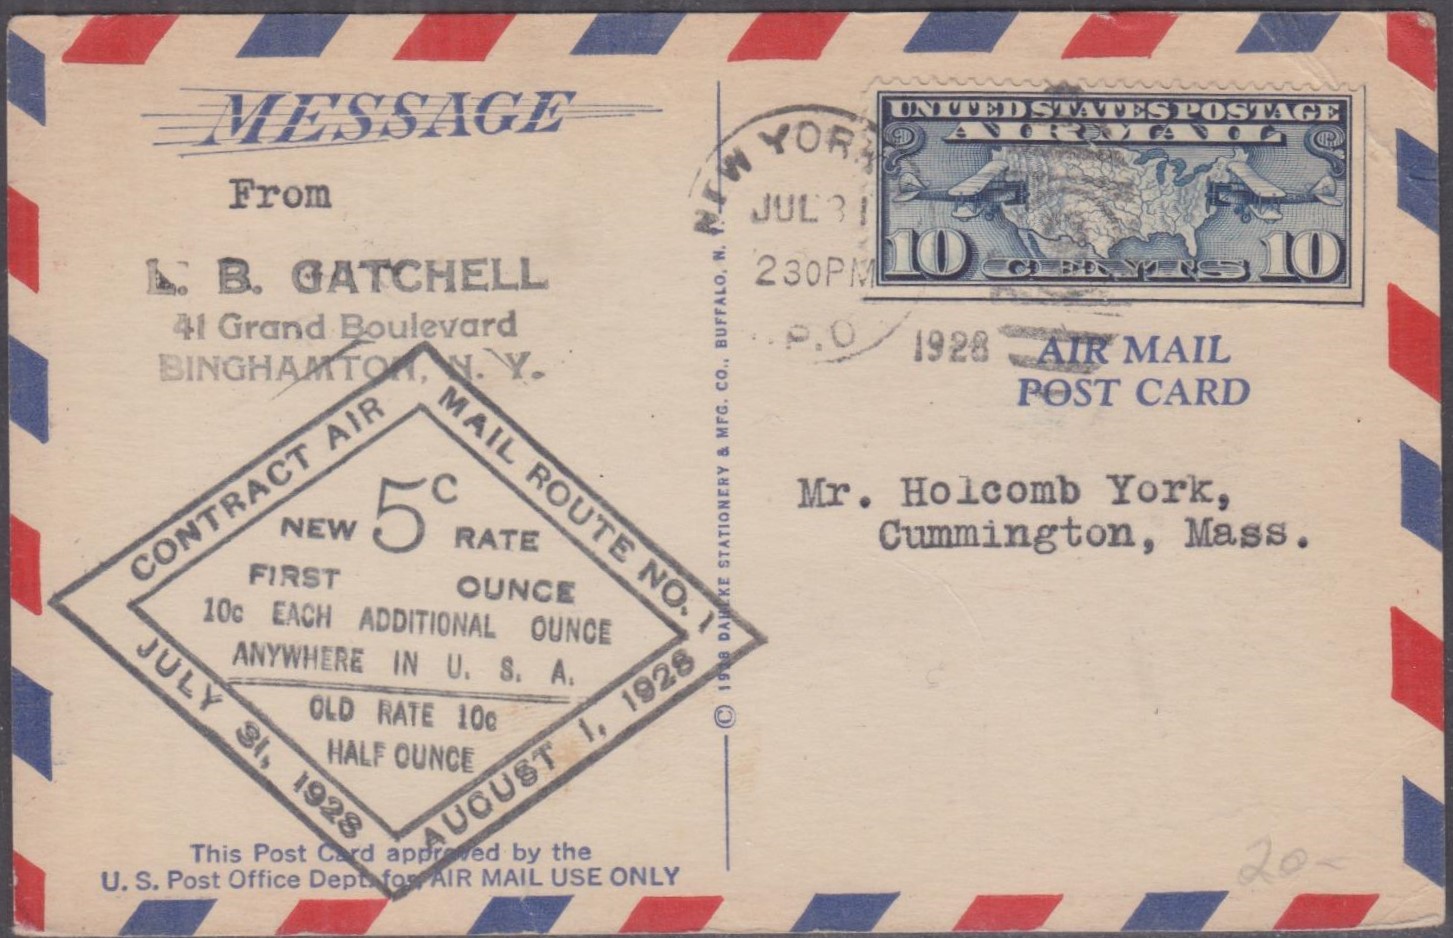 MESSAGE
From
L. B. GATCHELL
41 Grand Boulevard
BINGHAMTON, N. Y.
CONTRACT AIR MAIL ROUTE NO. 1
NEW 5c RATE
FIRST OUNCE
10c EACH ADDITIONAL OUNCE
ANYWHERE IN U. S. A.
OLD RATE 10c
HALF OUNCE
JULY 31, 1928
AUGUST 1, 1928
This Post Card approved by the
U. S. Post Office Dept. for AIR MAIL USE ONLY
© 1928 DAHLKE STATIONERY & MFG. CO., BUFFALO, N.
NEW YORK
JUL 31
2 30PM
1928
P.O
UNITED STATES POSTAGE
AIR MAIL
10 CENTS 10
AIR MAIL
POST CARD
Mr. Holcomb York,
Cummington, Mass.
20-